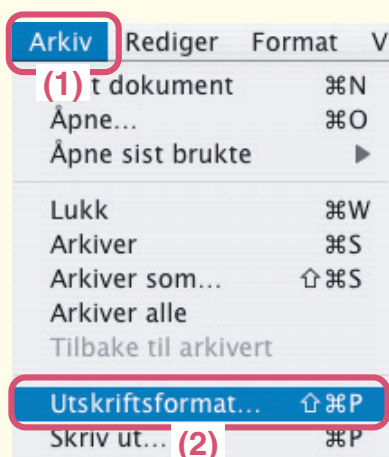 Arkiv Rediger Format V
(1) t dokument ⌘N
Åpne... ⌘O
Åpne sist brukte ▶
Lukk ⌘W
Arkiver ⌘S
Arkiver som... ⇧⌘S
Arkiver alle
Tilbake til arkivert
Utskriftsformat... ⇧⌘P
Skriv ut... (2) ⌘P